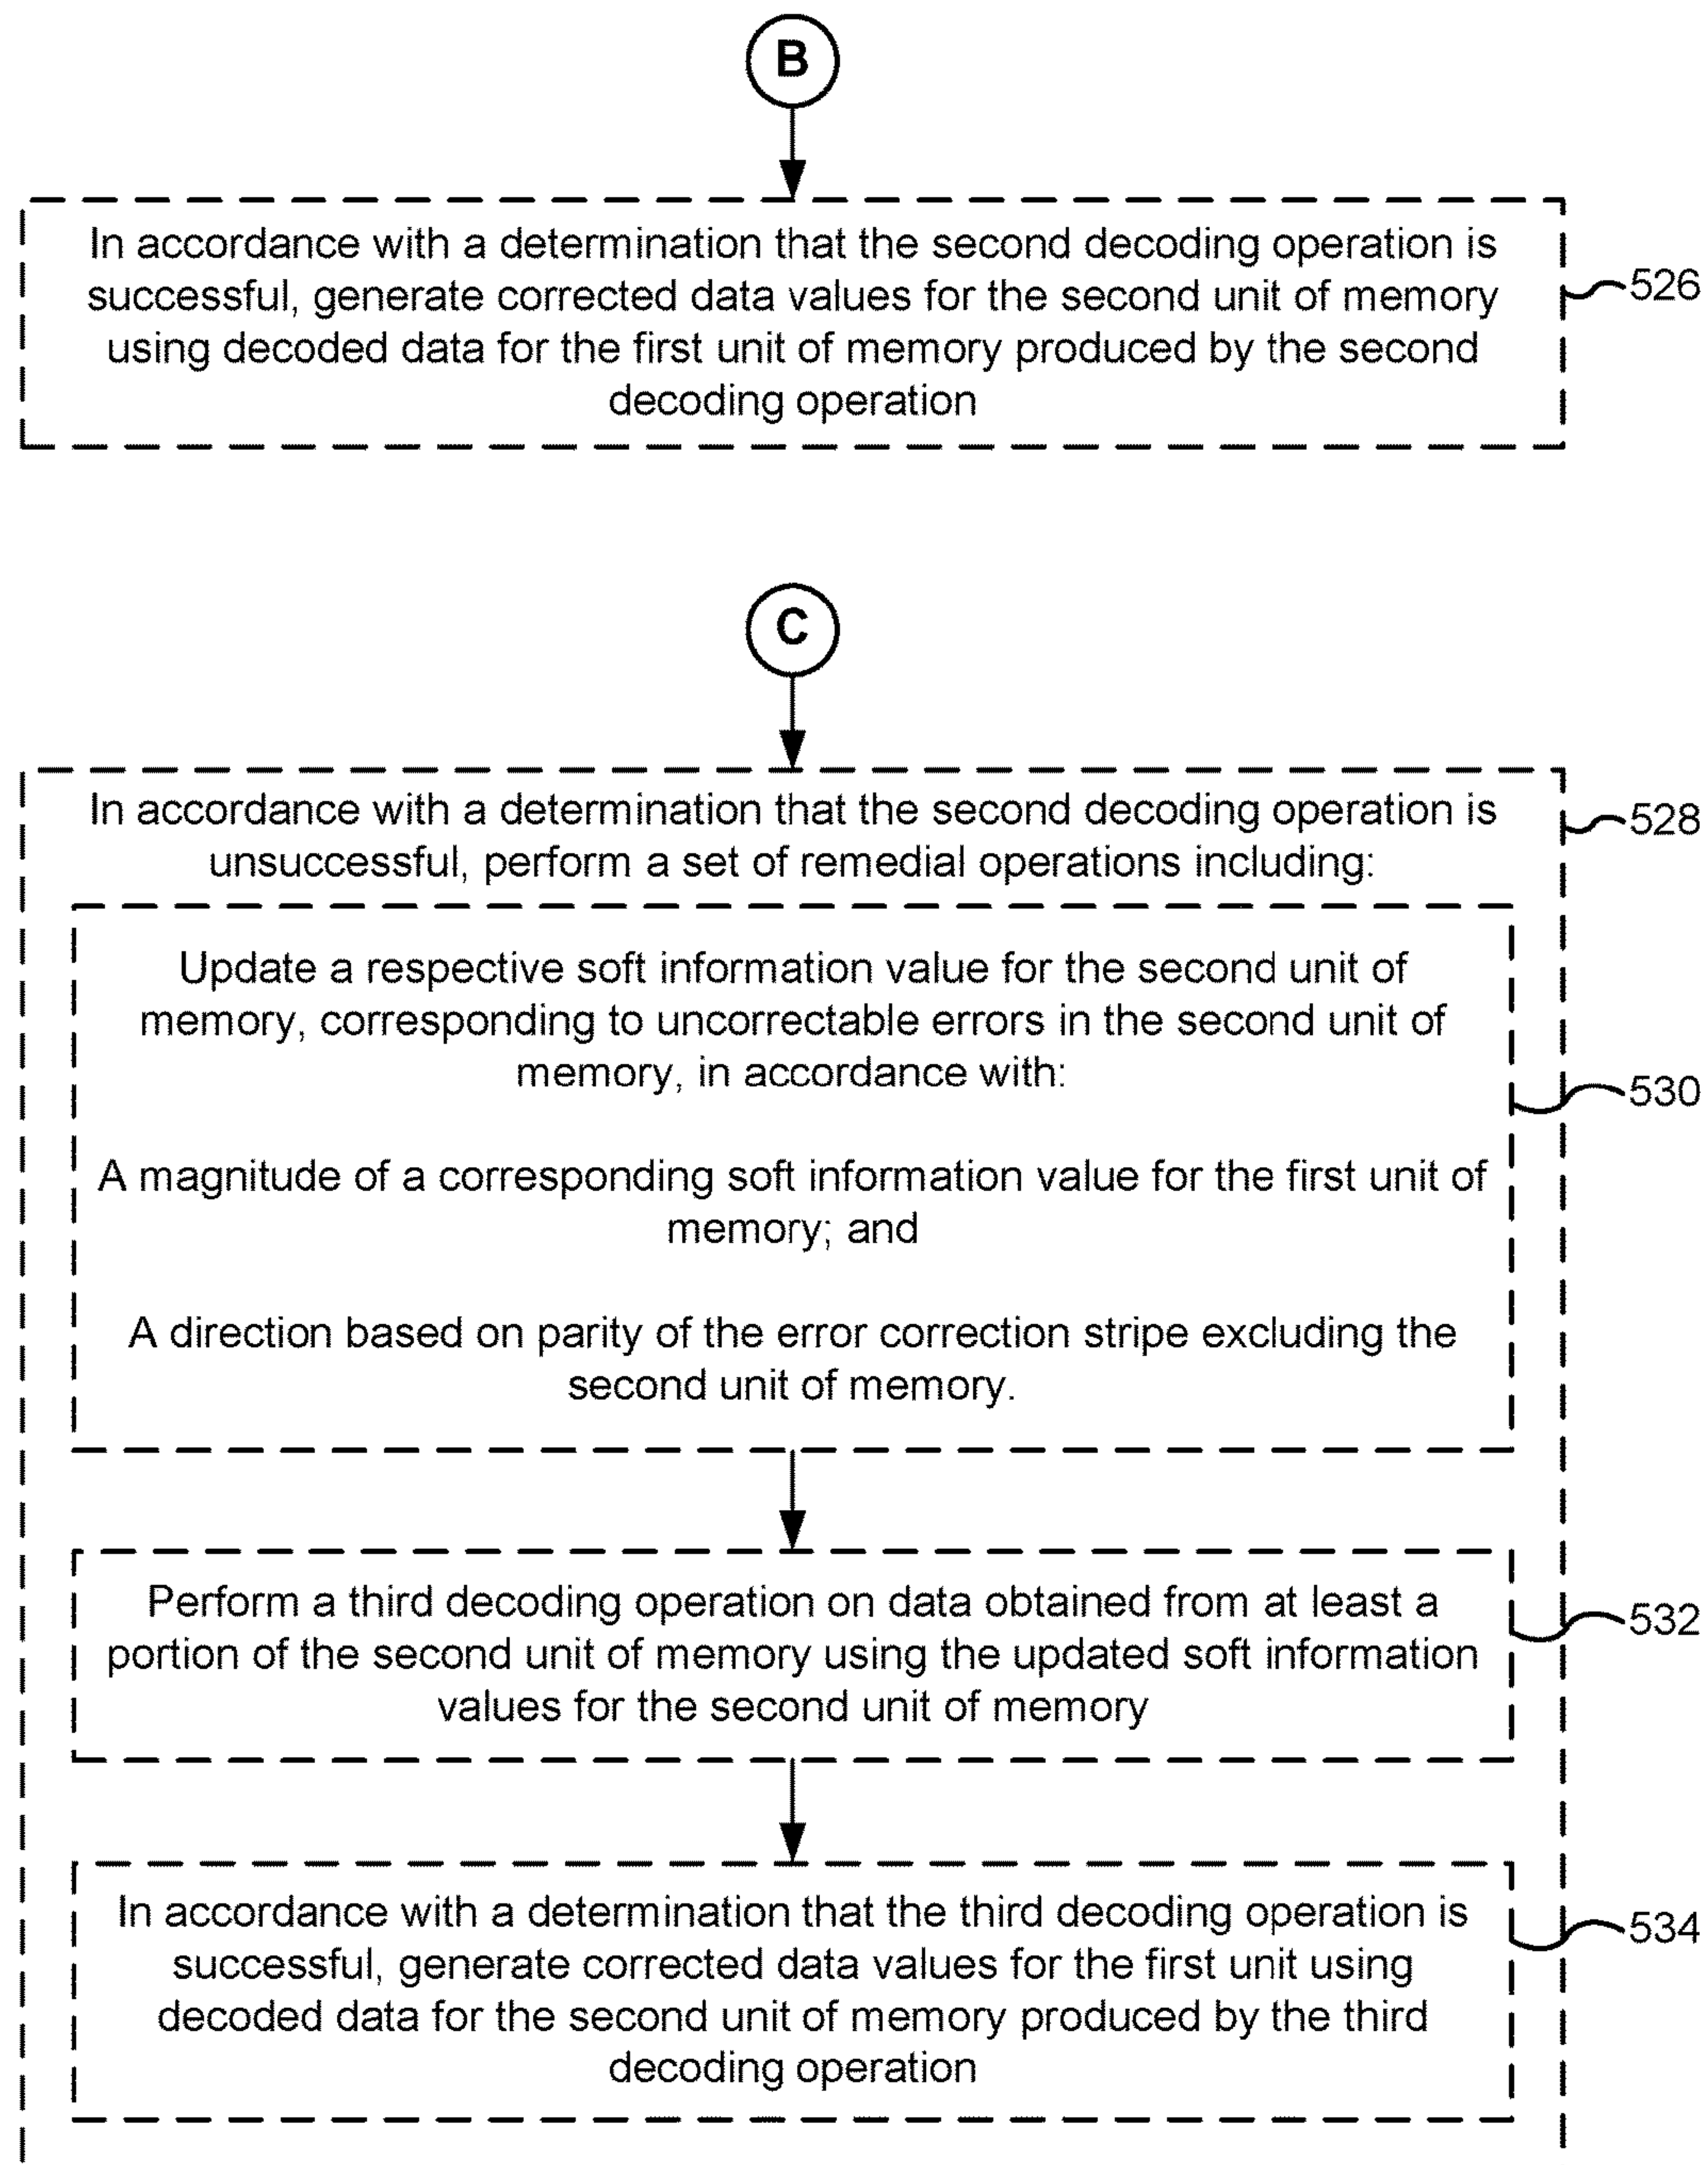 B
In accordance with a determination that the second decoding operation is
successful, generate corrected data values for the second unit of memory
using decoded data for the first unit of memory produced by the second
decoding operation
526
C
In accordance with a determination that the second decoding operation is
unsuccessful, perform a set of remedial operations including:
528
Update a respective soft information value for the second unit of
memory, corresponding to uncorrectable errors in the second unit of
memory, in accordance with:
530
A magnitude of a corresponding soft information value for the first unit of
memory; and
A direction based on parity of the error correction stripe excluding the
second unit of memory.
Perform a third decoding operation on data obtained from at least a
portion of the second unit of memory using the updated soft information
values for the second unit of memory
532
In accordance with a determination that the third decoding operation is
successful, generate corrected data values for the first unit using
decoded data for the second unit of memory produced by the third
decoding operation
534